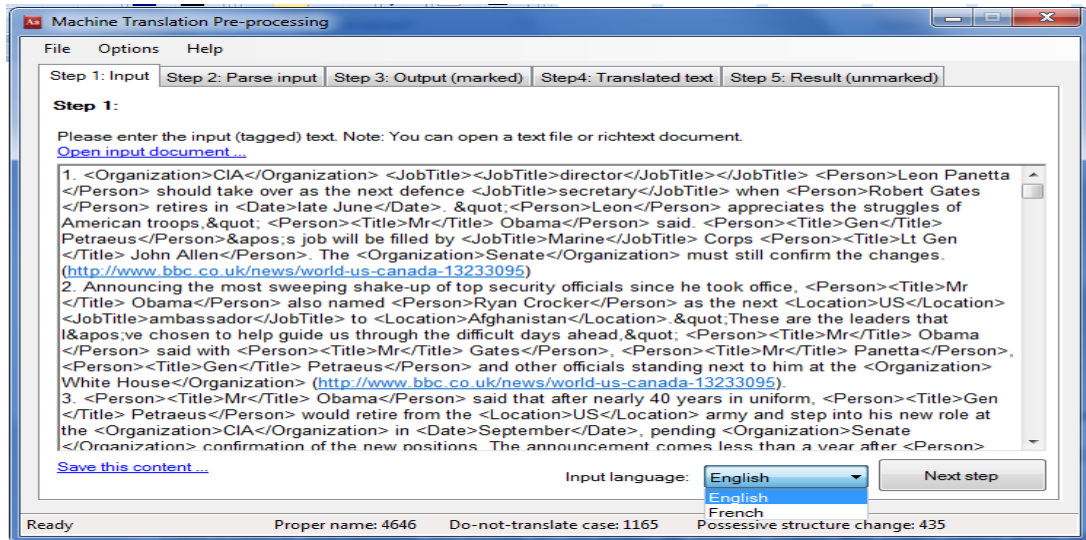 Machine Translation Pre-processing
File Options Help
Step 1: Input Step 2: Parse input Step 3: Output (marked) Step4: Translated text Step 5: Result (unmarked)
Step 1:
Please enter the input (tagged) text. Note: You can open a text file or richtext document.
Open input document ...
1. <Organization>CIA</Organization> <JobTitle><JobTitle>director</JobTitle></JobTitle> <Person>Leon Panetta
</Person> should take over as the next defence <JobTitle>secretary</JobTitle> when <Person>Robert Gates
</Person> retires in <Date>late June</Date>. &quot;<Person>Leon</Person> appreciates the struggles of
American troops,&quot; <Person><Title>Mr</Title> Obama</Person> said. <Person><Title>Gen</Title>
Petraeus</Person>&apos;s job will be filled by <JobTitle>Marine</JobTitle> Corps <Person><Title>Lt Gen
</Title> John Allen</Person>. The <Organization>Senate</Organization> must still confirm the changes.
(http://www.bbc.co.uk/news/world-us-canada-13233095)
2. Announcing the most sweeping shake-up of top security officials since he took office, <Person><Title>Mr
</Title> Obama</Person> also named <Person>Ryan Crocker</Person> as the next <Location>US</Location>
<JobTitle>ambassador</JobTitle> to <Location>Afghanistan</Location>.&quot;These are the leaders that
I&apos;ve chosen to help guide us through the difficult days ahead,&quot; <Person><Title>Mr</Title> Obama
</Person> said with <Person><Title>Mr</Title> Gates</Person>, <Person><Title>Mr</Title> Panetta</Person>,
<Person><Title>Gen</Title> Petraeus</Person> and other officials standing next to him at the <Organization>
White House</Organization> (http://www.bbc.co.uk/news/world-us-canada-13233095).
3. <Person><Title>Mr</Title> Obama</Person> said that after nearly 40 years in uniform, <Person><Title>Gen
</Title> Petraeus</Person> would retire from the <Location>US</Location> army and step into his new role at
the <Organization>CIA</Organization> in <Date>September</Date>, pending <Organization>Senate
</Organization> confirmation of the new positions. The announcement comes less than a year after <Person>
Save this content ...
Input language: English Next step
English
French
Ready Proper name: 4646 Do-not-translate case: 1165 Possessive structure change: 435